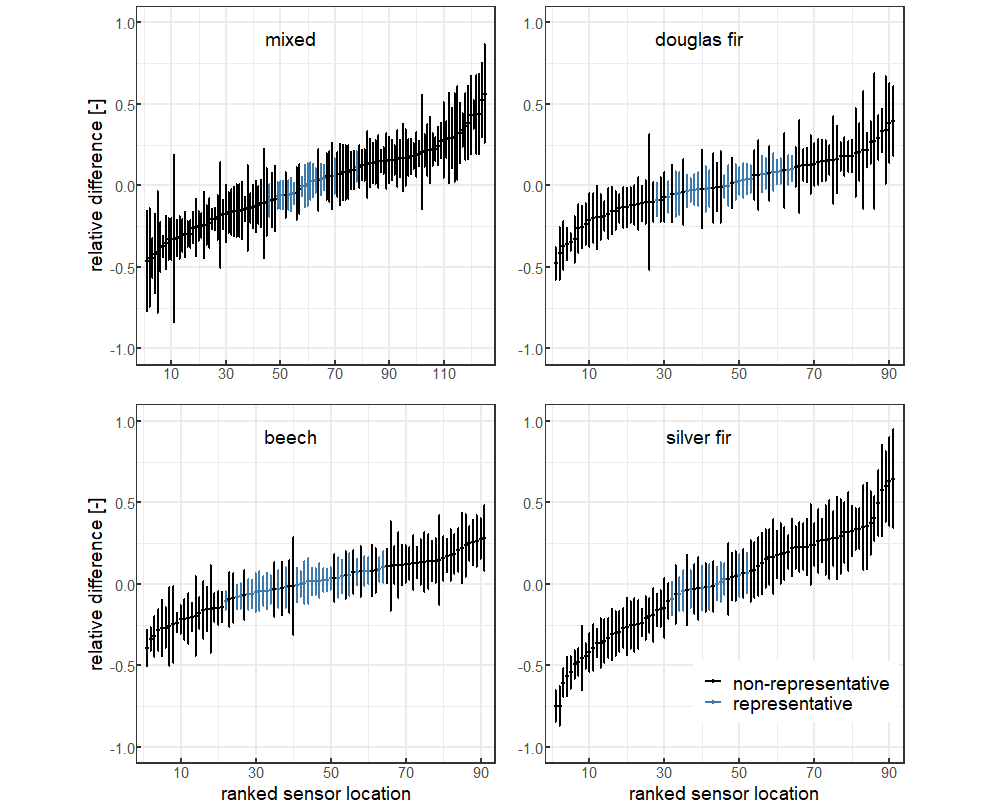 mixed
douglas fir
relative difference [-]
1.0
0.5
0.0
-0.5
-1.0
10 30 50 70 90 110
1.0
0.5
0.0
-0.5
-1.0
10 30 50 70 90
beech
silver fir
relative difference [-]
1.0
0.5
0.0
-0.5
-1.0
10 30 50 70 90
ranked sensor location
1.0
0.5
0.0
-0.5
-1.0
non-representative
representative
10 30 50 70 90
ranked sensor location